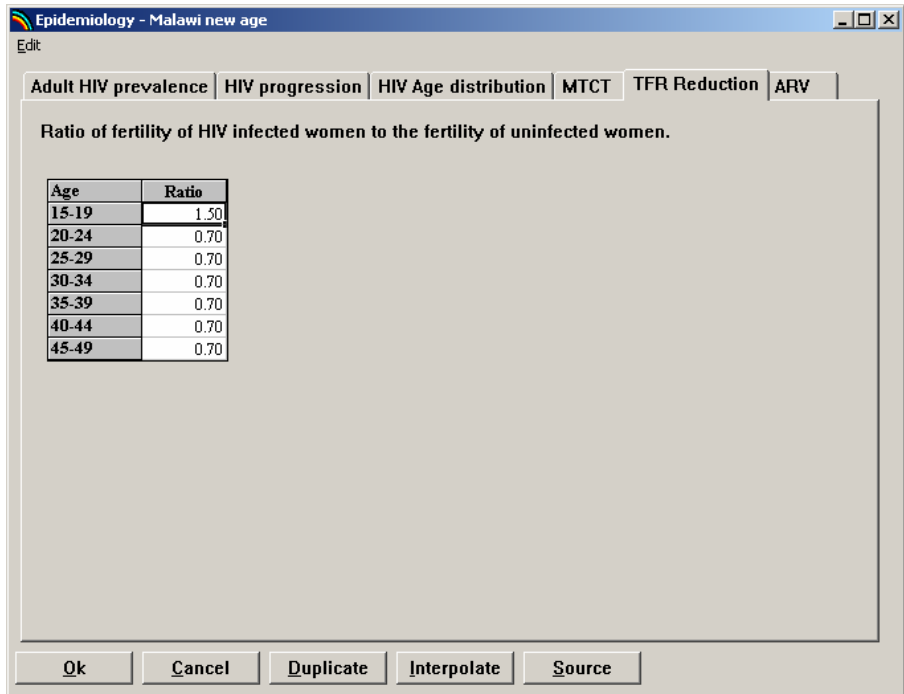 Epidemiology - Malawi new age
Edit
Adult HIV prevalence HIV progression HIV Age distribution MTCT TFR Reduction ARV
Ratio of fertility of HIV infected women to the fertility of uninfected women.
Age Ratio
15-19 1.50
20-24 0.70
25-29 0.70
30-34 0.70
35-39 0.70
40-44 0.70
45-49 0.70
Ok Cancel Duplicate Interpolate Source